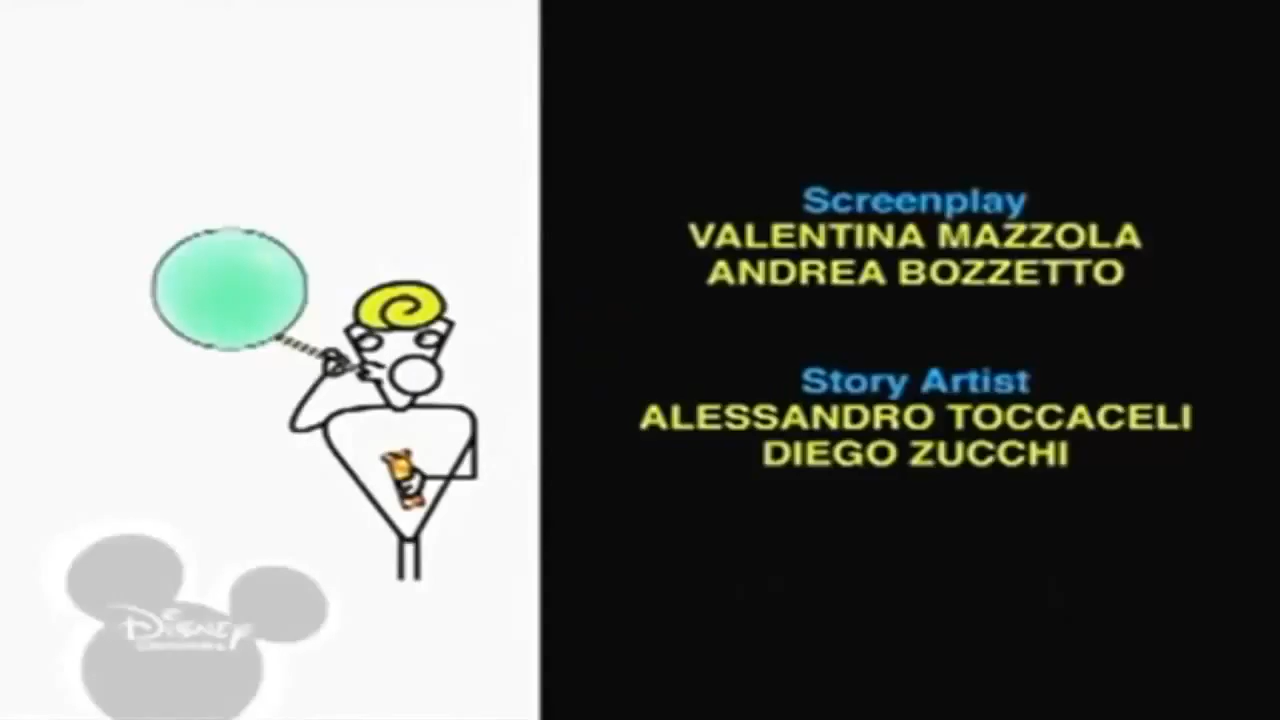 Screenplay
VALENTINA MAZZOLA
ANDREA BOZZETTO
Story Artist
ALESSANDRO TOCCACELI
DIEGO ZUCCHI
Disney